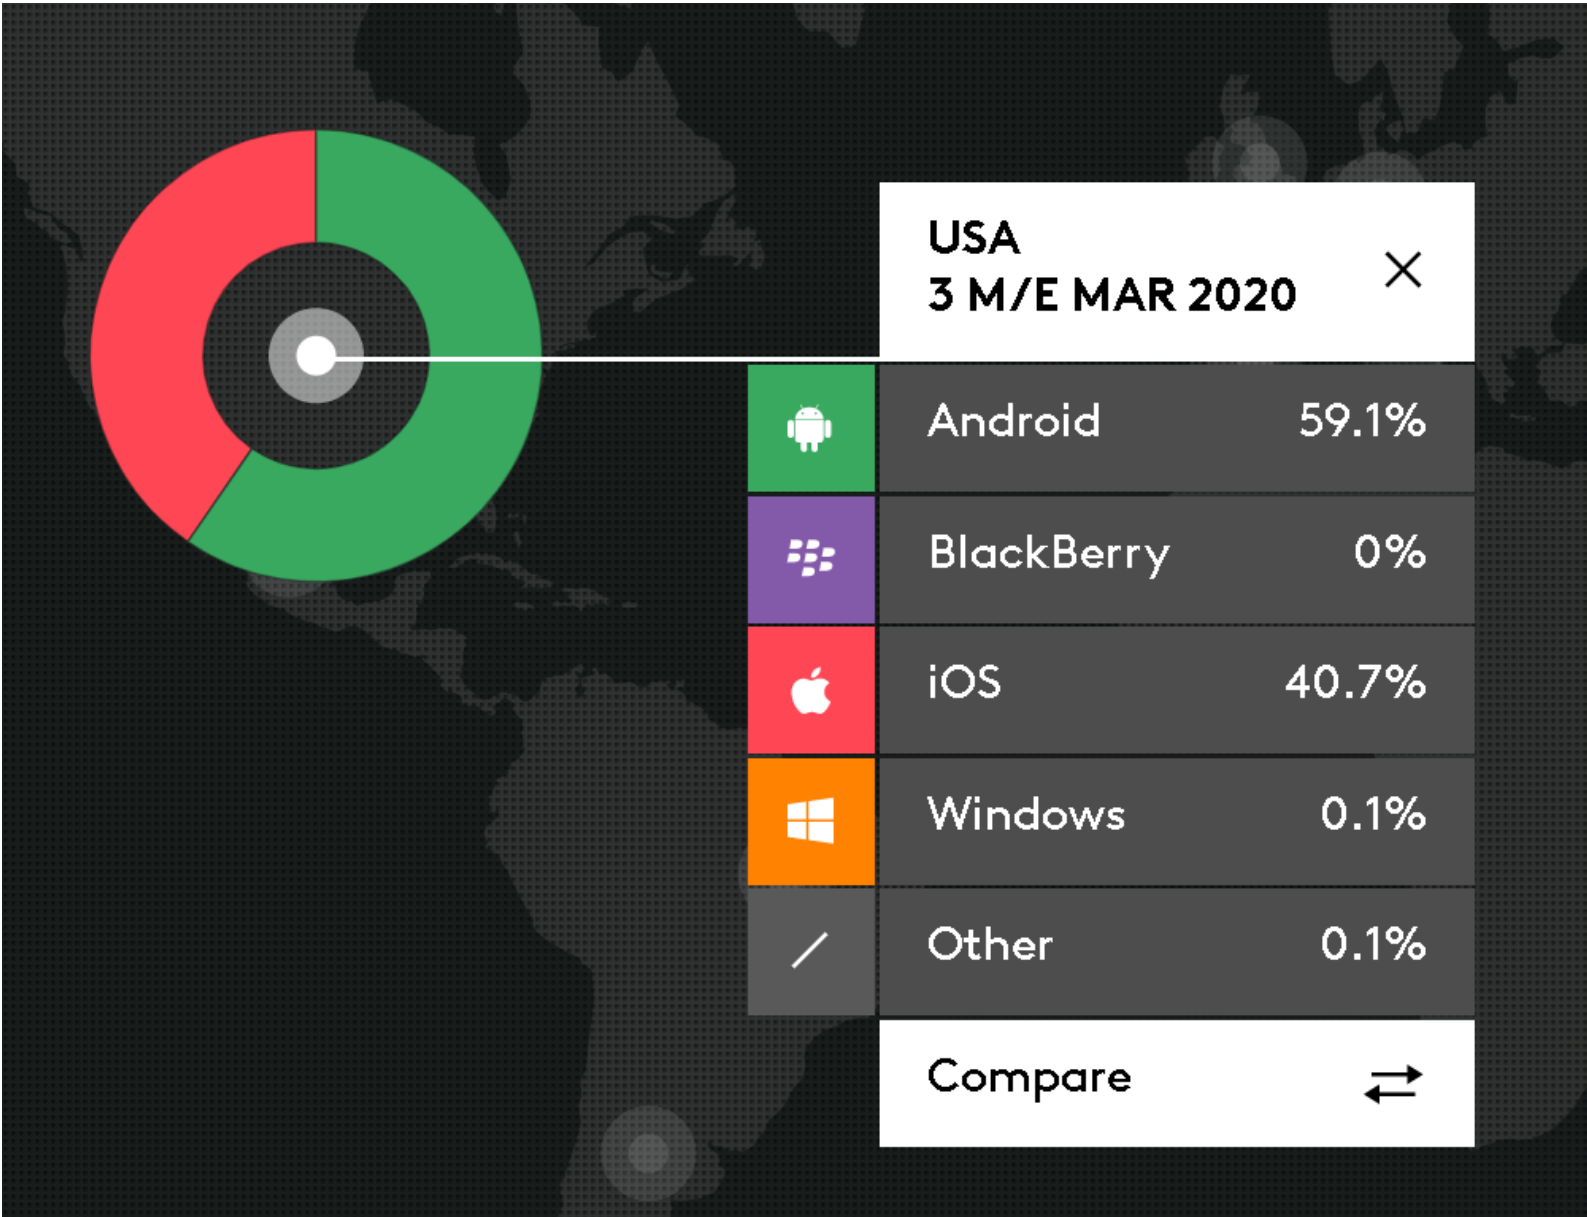 USA
3 M/E MAR 2020
Android 59.1%
BlackBerry 0%
iOS 40.7%
Windows 0.1%
Other 0.1%
Compare